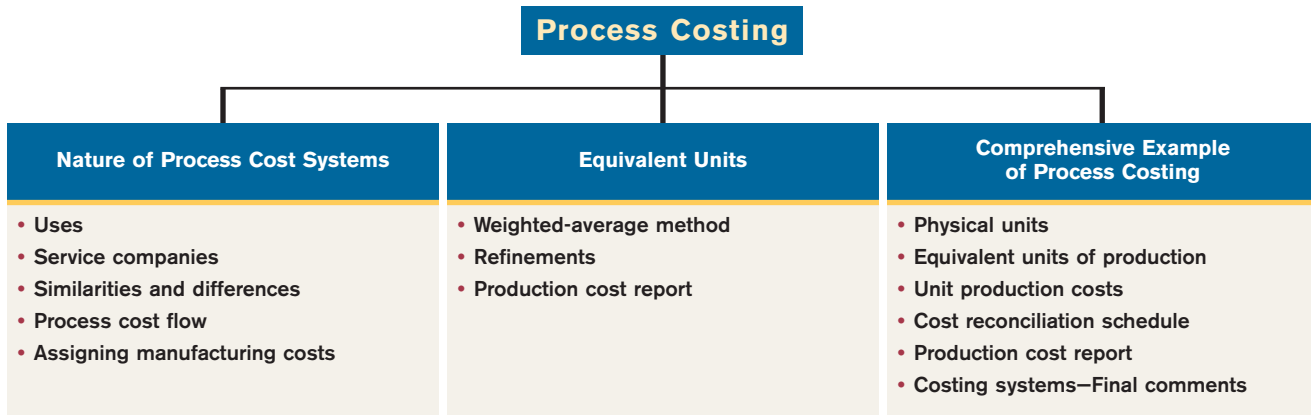 Process Costing
Nature of Process Cost Systems
• Uses
• Service companies
• Similarities and differences
• Process cost flow
• Assigning manufacturing costs
Equivalent Units
• Weighted-average method
• Refinements
• Production cost report
Comprehensive Example
of Process Costing
• Physical units
• Equivalent units of production
• Unit production costs
• Cost reconciliation schedule
• Production cost report
• Costing systems—Final comments